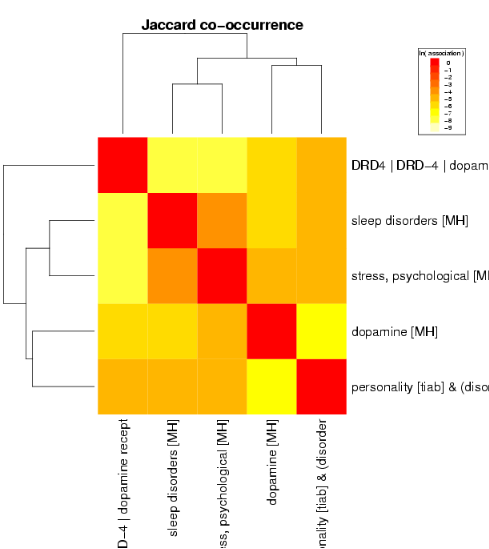 Jaccard co-occurrence
ln( association )
0
-1
-2
-3
-4
-5
-6
-7
-8
-9
DRD4 | DRD-4 | dopam
sleep disorders [MH]
stress, psychological [M
dopamine [MH]
personality [tiab] & (diso
D-4 | dopamine recept
sleep disorders [MH]
ess, psychological [MH]
dopamine [MH]
nality [tiab] & (disorder